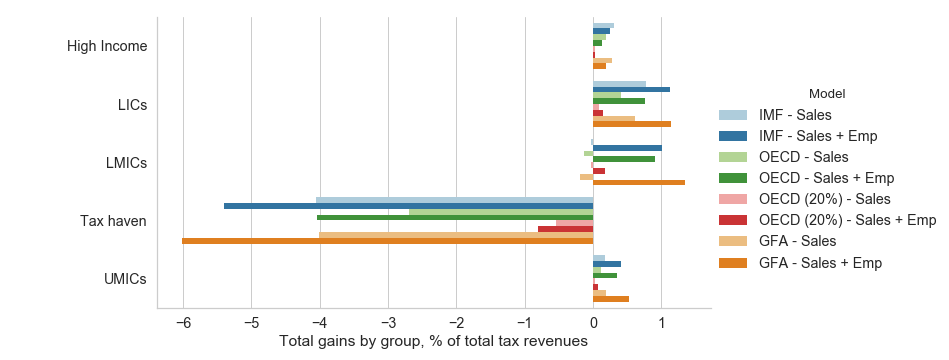 High Income
LICs
LMICs
Tax haven
UMICs
−6 −5 −4 −3 −2 −1 0 1
Total gains by group, % of total tax revenues
Model
IMF - Sales
IMF - Sales + Emp
OECD - Sales
OECD - Sales + Emp
OECD (20%) - Sales
OECD (20%) - Sales + Emp
GFA - Sales
GFA - Sales + Emp